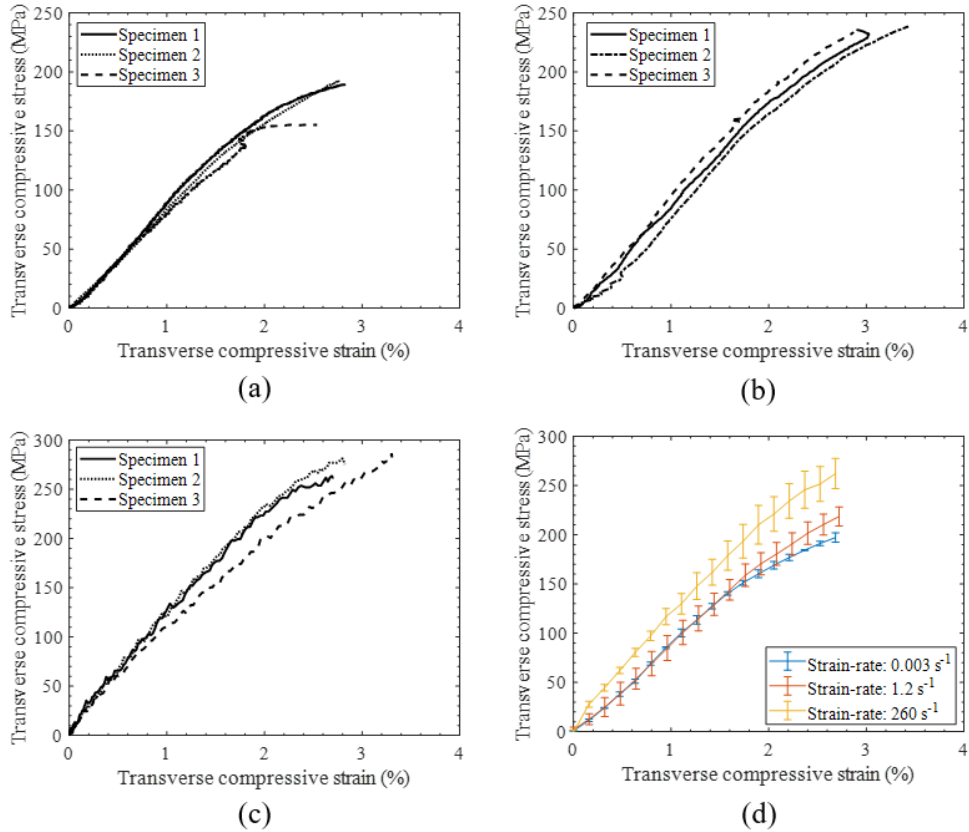 250
200
150
100
50
0
0 1 2 3 4
Transverse compressive stress (MPa)
Specimen 1
Specimen 2
Specimen 3
Transverse compressive strain (%)
(a)
250
200
150
100
50
0
0 1 2 3 4
Transverse compressive stress (MPa)
Specimen 1
Specimen 2
Specimen 3
Transverse compressive strain (%)
(b)
300
250
200
150
100
50
0
0 1 2 3 4
Transverse compressive stress (MPa)
Specimen 1
Specimen 2
Specimen 3
Transverse compressive strain (%)
(c)
300
250
200
150
100
50
0
0 1 2 3 4
Transverse compressive stress (MPa)
Strain-rate: 0.003 s⁻¹
Strain-rate: 1.2 s⁻¹
Strain-rate: 260 s⁻¹
Transverse compressive strain (%)
(d)